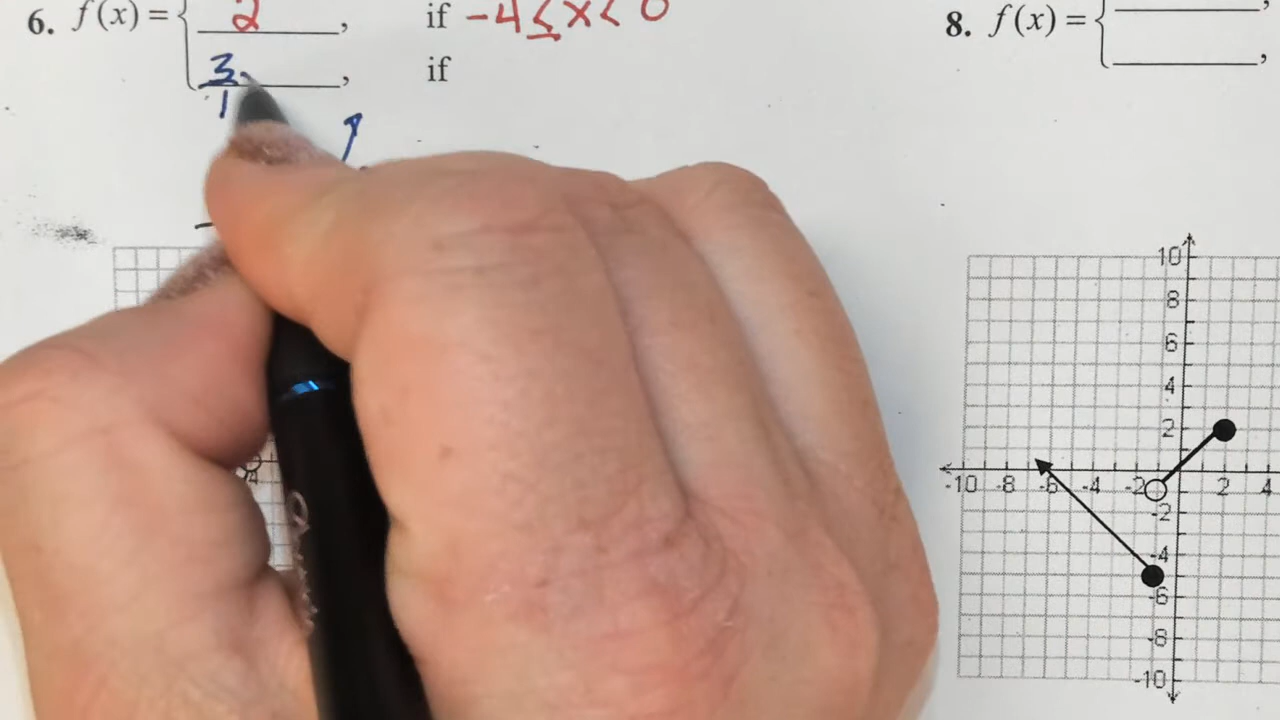 6. f(x) = { 2, if -4 ≤ x < 0
3/1, if
8. f(x) = { ,
,
10
8
6
4
2
-10 -8 -6 -4 -2 2 4
-2
-4
-6
-8
-10